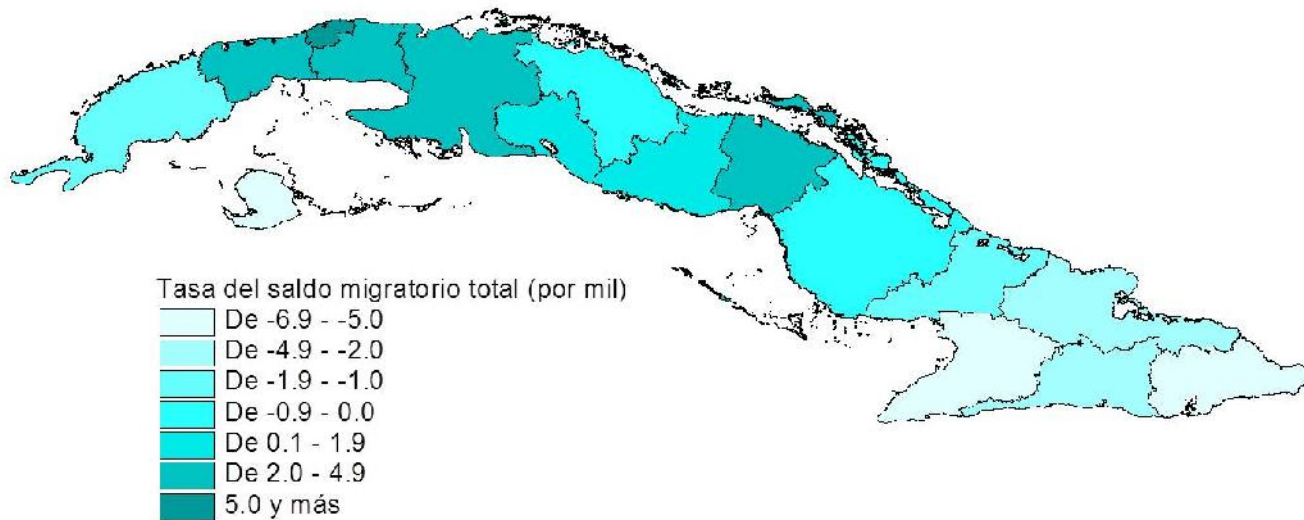 Tasa del saldo migratorio total (por mil)
De -6.9 - -5.0
De -4.9 - -2.0
De -1.9 - -1.0
De -0.9 - 0.0
De 0.1 - 1.9
De 2.0 - 4.9
5.0 y más